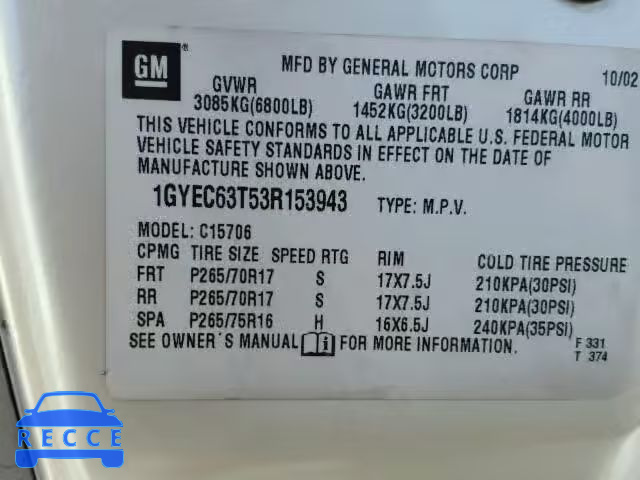 GM ® MFD BY GENERAL MOTORS CORP 10/02
GVWR GAWR FRT GAWR RR
3085KG(6800LB) 1452KG(3200LB) 1814KG(4000LB)
THIS VEHICLE CONFORMS TO ALL APPLICABLE U.S. FEDERAL MOTOR
VEHICLE SAFETY STANDARDS IN EFFECT ON THE DATE OF
MANUFACTURE SHOWN ABOVE.
1GYEC63T53R153943 TYPE: M.P.V.
MODEL: C15706
CPMG TIRE SIZE SPEED RTG RIM COLD TIRE PRESSURE
FRT P265/70R17 S 17X7.5J 210KPA(30PSI)
RR P265/70R17 S 17X7.5J 210KPA(30PSI)
SPA P265/75R16 H 16X6.5J 240KPA(35PSI)
SEE OWNER'S MANUAL FOR MORE INFORMATION. F 331
T 374
RECCE